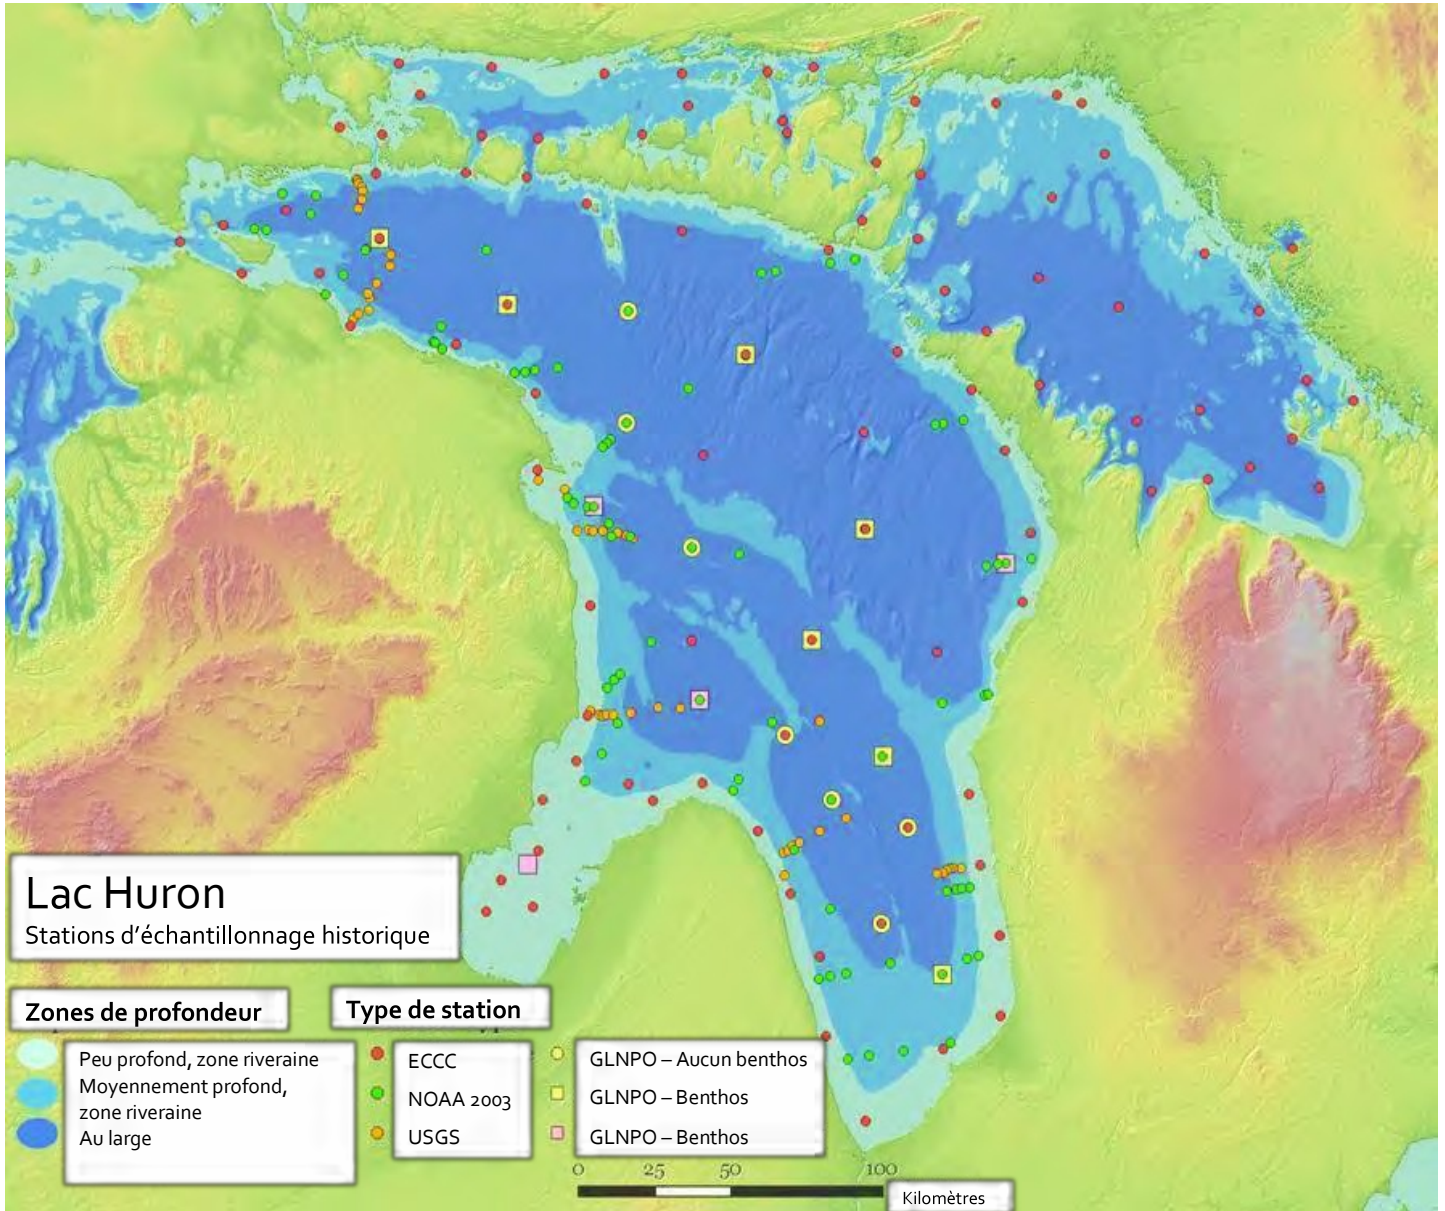 Lac Huron
Stations d'échantillonnage historique
Zones de profondeur
Peu profond, zone riveraine
Moyennement profond,
zone riveraine
Au large
Type de station
ECCC
NOAA 2003
USGS
GLNPO – Aucun benthos
GLNPO – Benthos
GLNPO – Benthos
0 25 50 100
Kilomètres